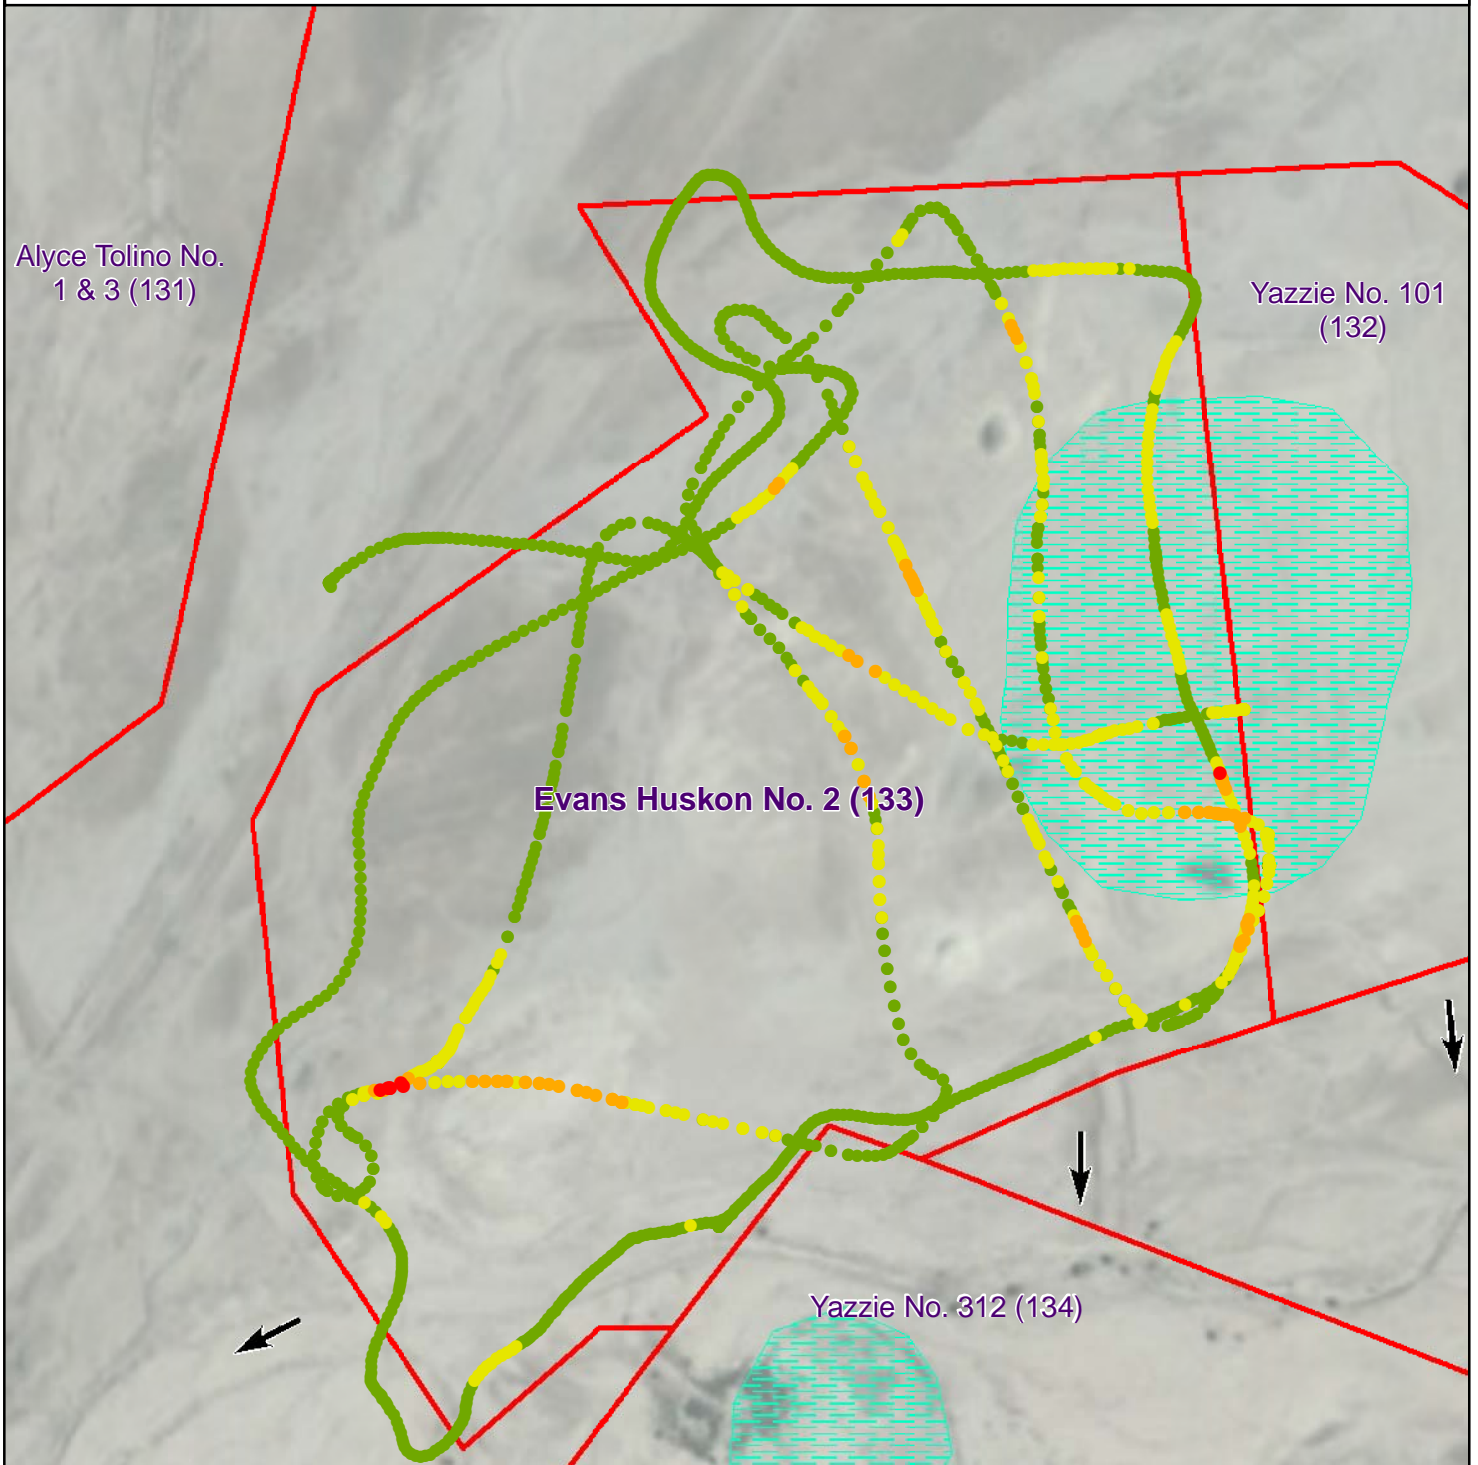 Alyce Tolino No.
1 & 3 (131)
Yazzie No. 101
(132)
Evans Huskon No. 2 (133)
Yazzie No. 312 (134)